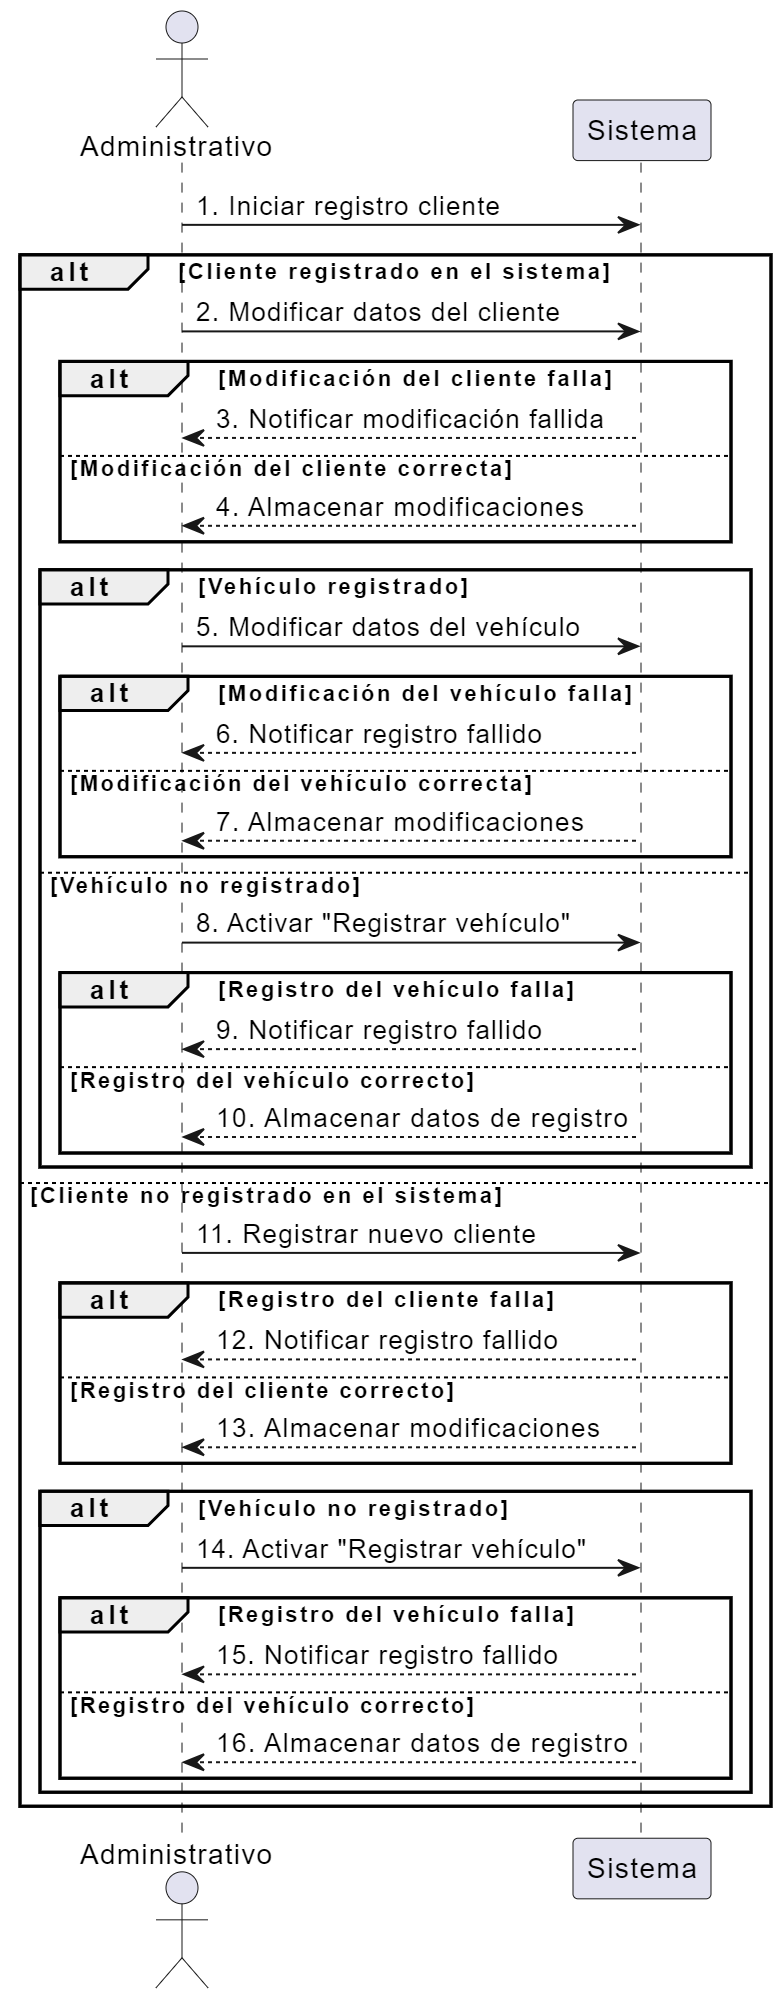 Administrativo
Sistema
1. Iniciar registro cliente
alt [Cliente registrado en el sistema]
2. Modificar datos del cliente
alt [Modificación del cliente falla]
3. Notificar modificación fallida
[Modificación del cliente correcta]
4. Almacenar modificaciones
alt [Vehículo registrado]
5. Modificar datos del vehículo
alt [Modificación del vehículo falla]
6. Notificar registro fallido
[Modificación del vehículo correcta]
7. Almacenar modificaciones
[Vehículo no registrado]
8. Activar "Registrar vehículo"
alt [Registro del vehículo falla]
9. Notificar registro fallido
[Registro del vehículo correcto]
10. Almacenar datos de registro
[Cliente no registrado en el sistema]
11. Registrar nuevo cliente
alt [Registro del cliente falla]
12. Notificar registro fallido
[Registro del cliente correcto]
13. Almacenar modificaciones
alt [Vehículo no registrado]
14. Activar "Registrar vehículo"
alt [Registro del vehículo falla]
15. Notificar registro fallido
[Registro del vehículo correcto]
16. Almacenar datos de registro
Administrativo
Sistema